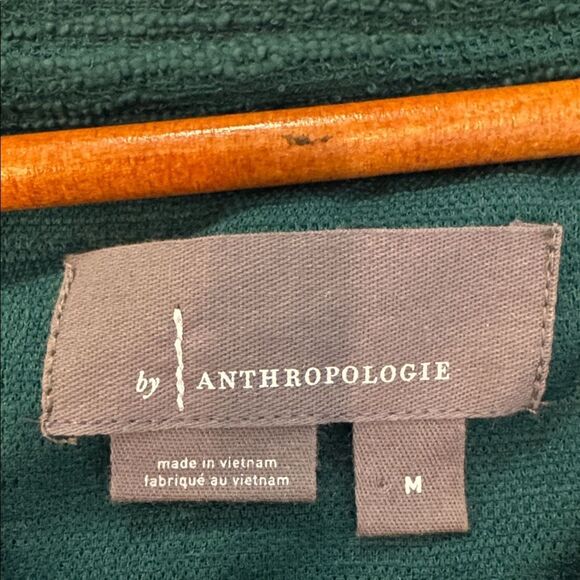 by ANTHROPOLOGIE
made in vietnam
fabriqué au vietnam
M